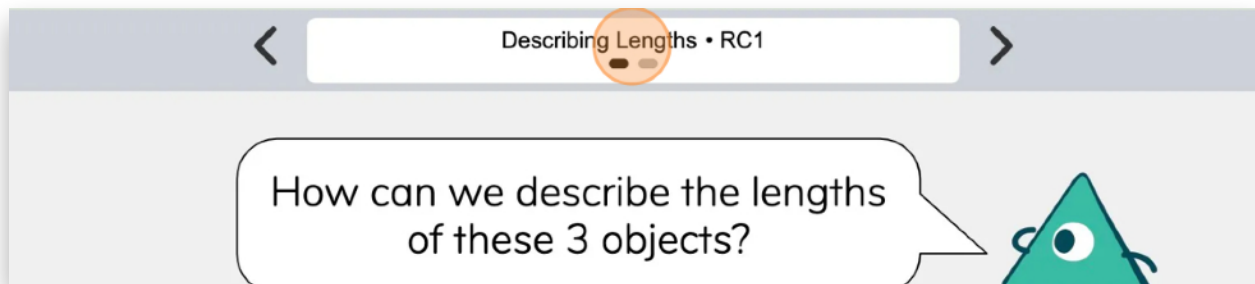 Describing Lengths • RC1
How can we describe the lengths
of these 3 objects?